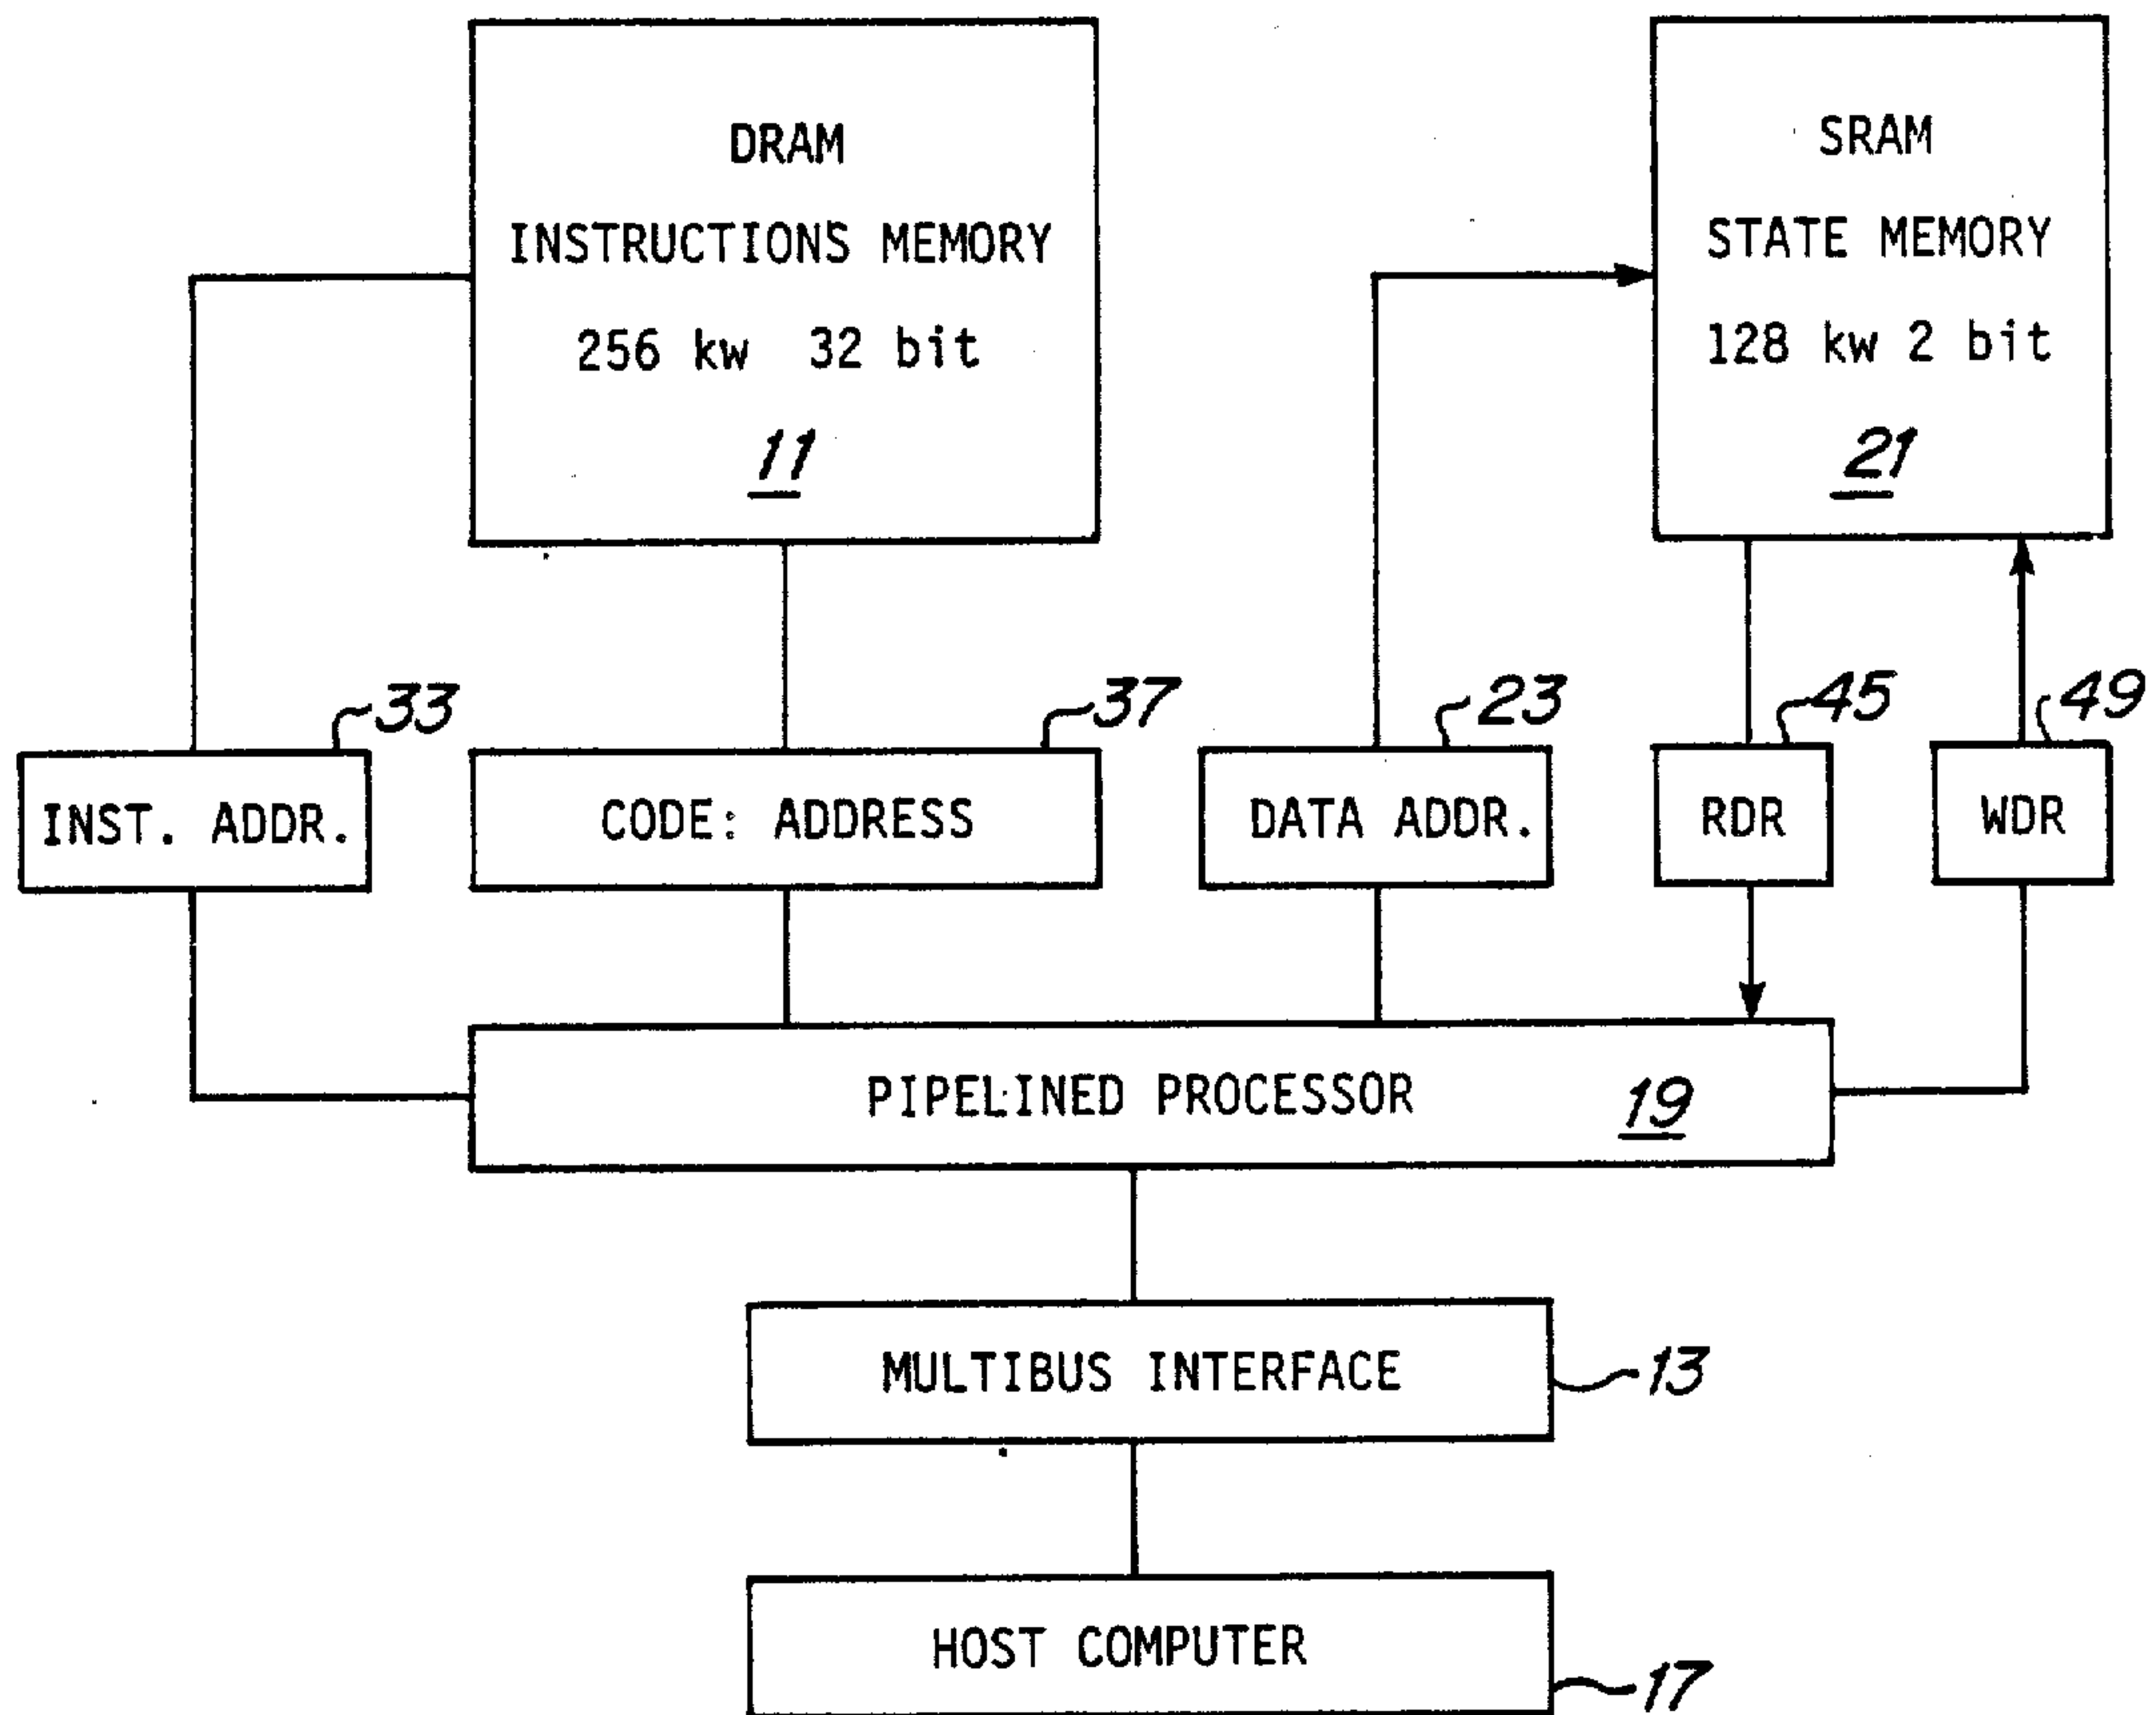 DRAM
INSTRUCTIONS MEMORY
256 kw 32 bit
11
SRAM
STATE MEMORY
128 kw 2 bit
21
33
37
23
45
49
INST. ADDR.
CODE: ADDRESS
DATA ADDR.
RDR
WDR
PIPELINED PROCESSOR
19
MULTIBUS INTERFACE
13
HOST COMPUTER
17